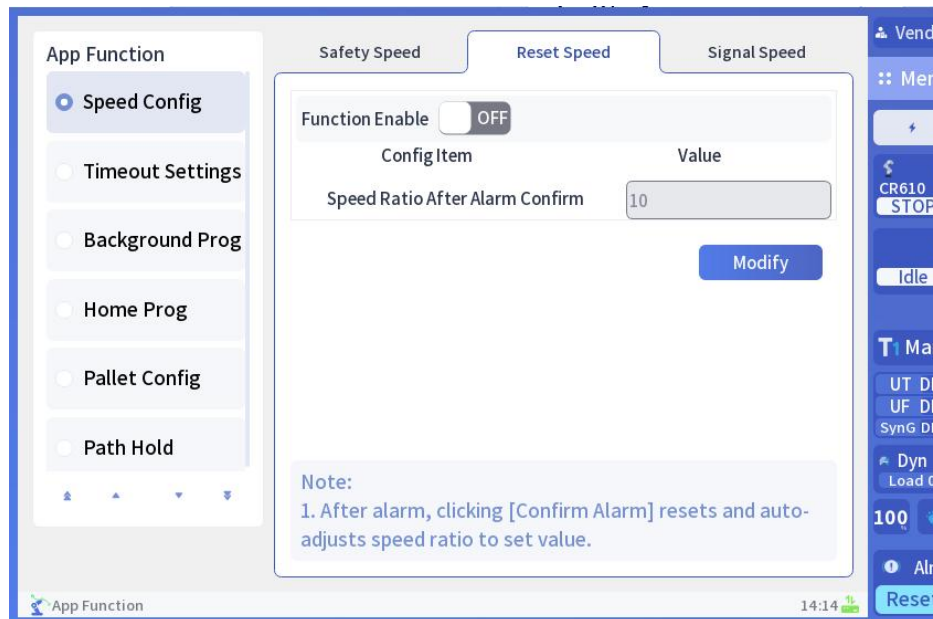 App Function
Speed Config
Timeout Settings
Background Prog
Home Prog
Pallet Config
Path Hold
Safety Speed
Reset Speed
Signal Speed
Function Enable OFF
Config Item Value
Speed Ratio After Alarm Confirm 10
Modify
Note:
1. After alarm, clicking [Confirm Alarm] resets and auto-
adjusts speed ratio to set value.
App Function
14:14
Vend
Men
CR610
STOP
Idle
T1 Ma
UT D
UF D
SynG D
Dyn
Load
100
%
Alr
Reset